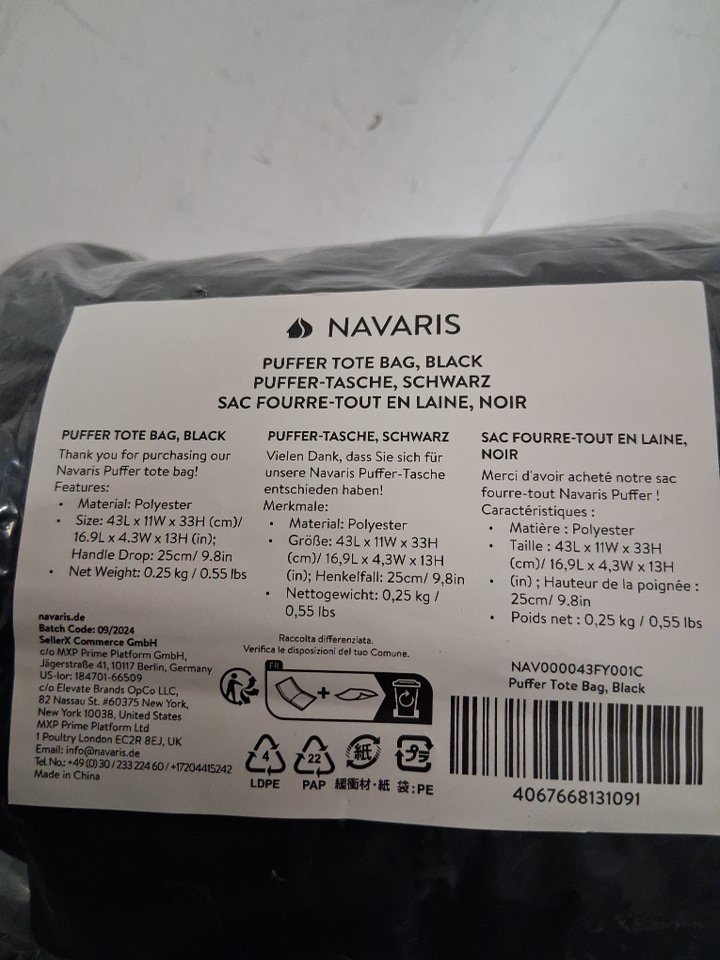 NAVARIS
PUFFER TOTE BAG, BLACK
PUFFER-TASCHE, SCHWARZ
SAC FOURRE-TOUT EN LAINE, NOIR
PUFFER TOTE BAG, BLACK
Thank you for purchasing our
Navaris Puffer tote bag!
Features:
• Material: Polyester
• Size: 43L x 11W x 33H (cm)/
16.9L x 4.3W x 13H (in);
Handle Drop: 25cm/ 9.8in
• Net Weight: 0.25 kg / 0.55 lbs
PUFFER-TASCHE, SCHWARZ
Vielen Dank, dass Sie sich für
unsere Navaris Puffer-Tasche
entschieden haben!
Merkmale:
• Material: Polyester
• Größe: 43L x 11W x 33H
(cm)/ 16,9L x 4,3W x 13H
(in); Henkelfall: 25cm/ 9,8in
• Nettogewicht: 0,25 kg /
0,55 lbs
SAC FOURRE-TOUT EN LAINE,
NOIR
Merci d'avoir acheté notre sac
fourre-tout Navaris Puffer !
Caractéristiques :
• Matière : Polyester
• Taille : 43L x 11W x 33H
(cm)/ 16,9L x 4,3W x 13H
• (in) ; Hauteur de la poignée :
25cm/ 9.8in
• Poids net : 0,25 kg / 0,55 lbs
navaris.de
Batch Code: 09/2024
SellerX Commerce GmbH
c/o MXP Prime Platform GmbH,
Jägerstraße 41, 10117 Berlin, Germany
US-lor: 184701-66509
c/o Elevate Brands OpCo LLC,
82 Nassau St. #60375 New York,
New York 10038, United States
MXP Prime Platform Ltd
1 Poultry London EC2R 8EJ, UK
Email: info@navaris.de
Tel. No.: +49 (0) 30 / 233 224 60 / +17204415242
Made in China
Raccolta differenziata.
Verifica le disposizioni del tuo Comune.
FR
+
4
LDPE
22
PAP
紙
緩衝材・紙
プラ
袋:PE
NAV000043FY001C
Puffer Tote Bag, Black
4067668131091